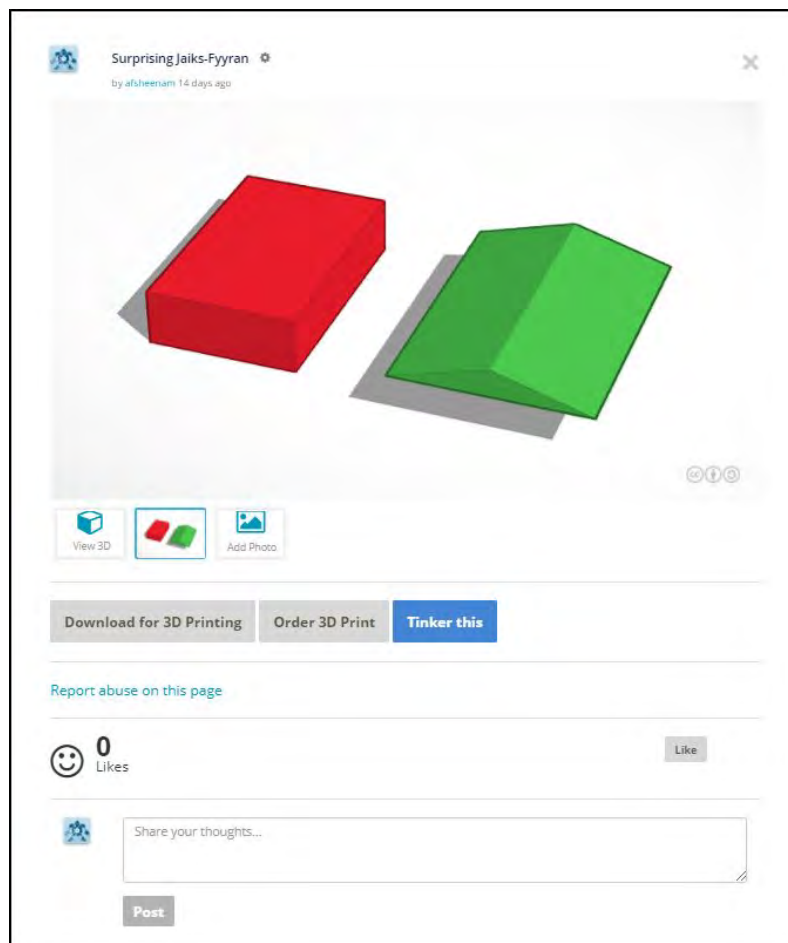 Surprising Jaiks-Fyyran
by afsheenam 14 days ago
View 3D
Add Photo
Download for 3D Printing
Order 3D Print
Tinker this
Report abuse on this page
0
Likes
Like
Share your thoughts...
Post